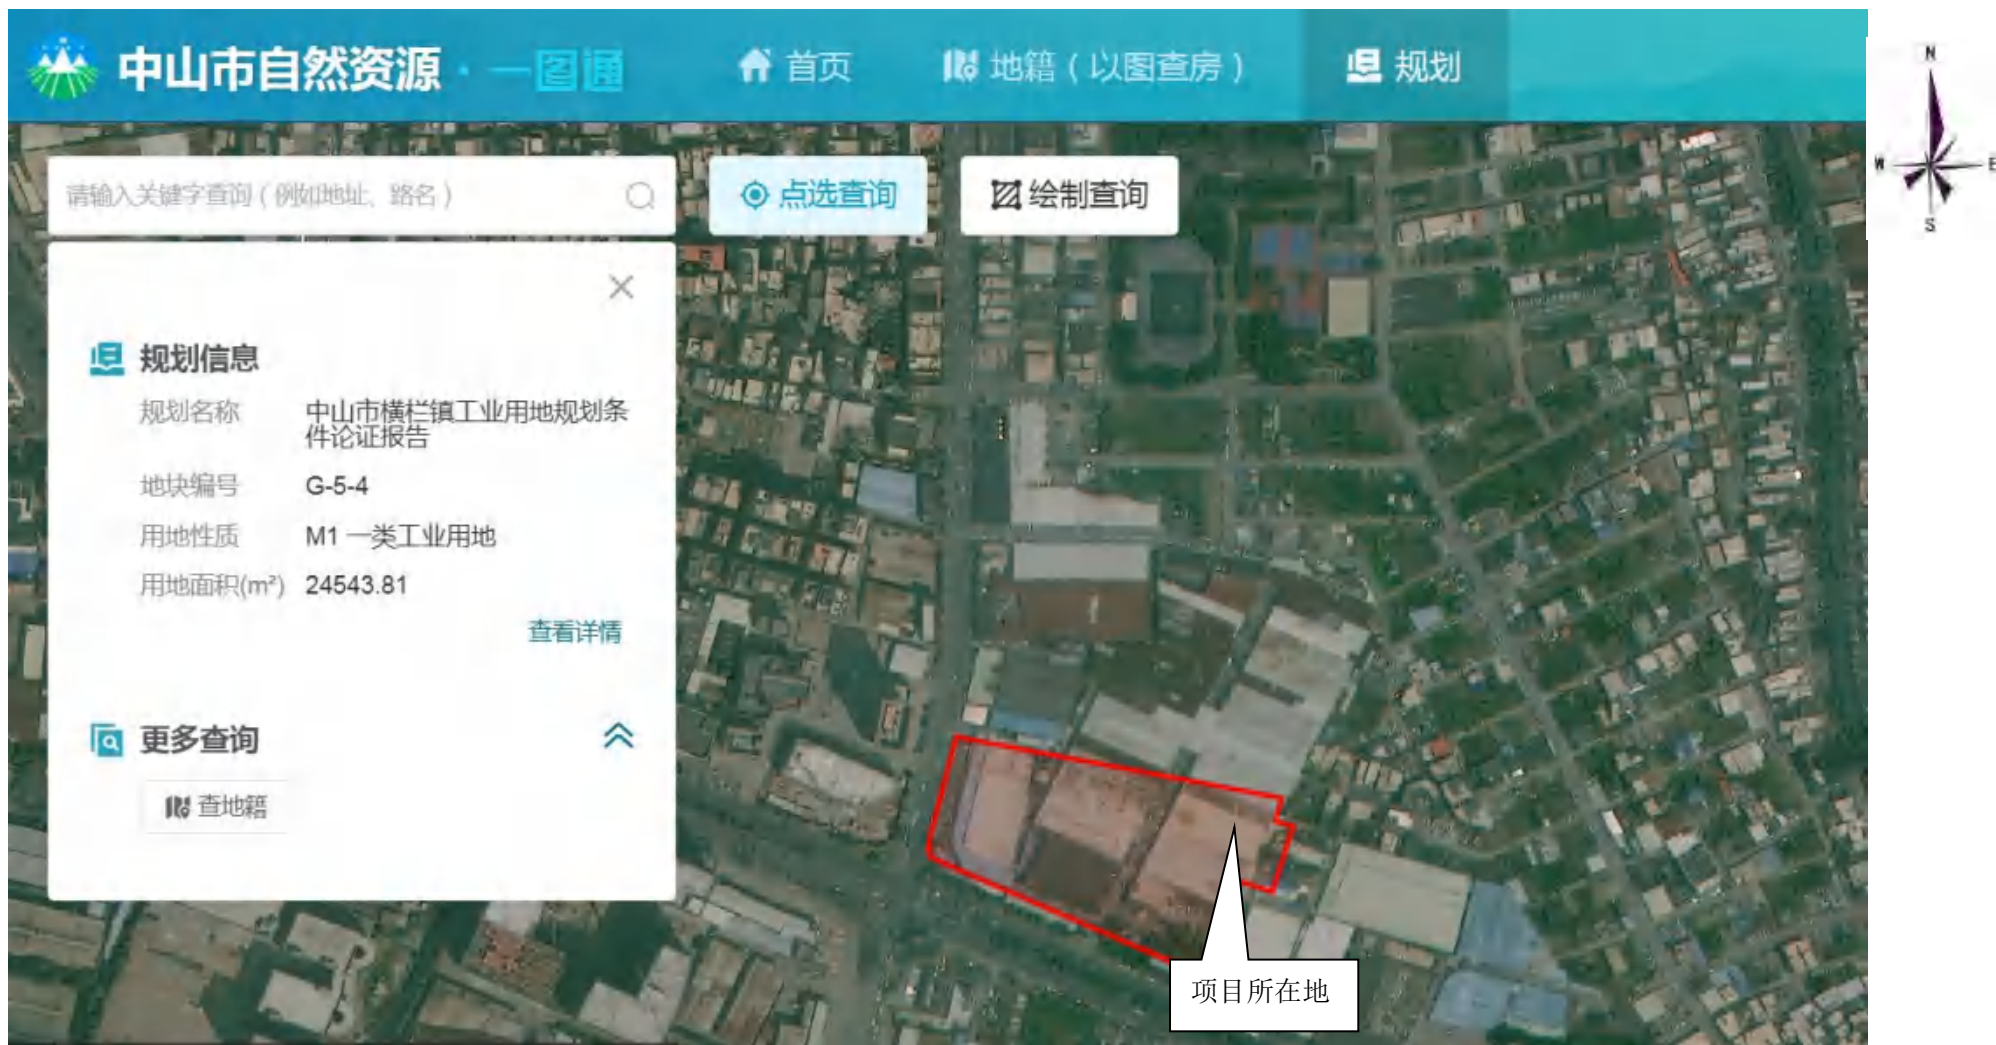 中山市自然资源·一图通
首页
地籍（以图查房）
规划
N
W
E
S
请输入关键字查询（例如地址、路名）
点选查询
绘制查询
规划信息
规划名称
中山市横栏镇工业用地规划条
件论证报告
地块编号
G-5-4
用地性质
M1 一类工业用地
用地面积(m²)
24543.81
查看详情
更多查询
查地籍
项目所在地